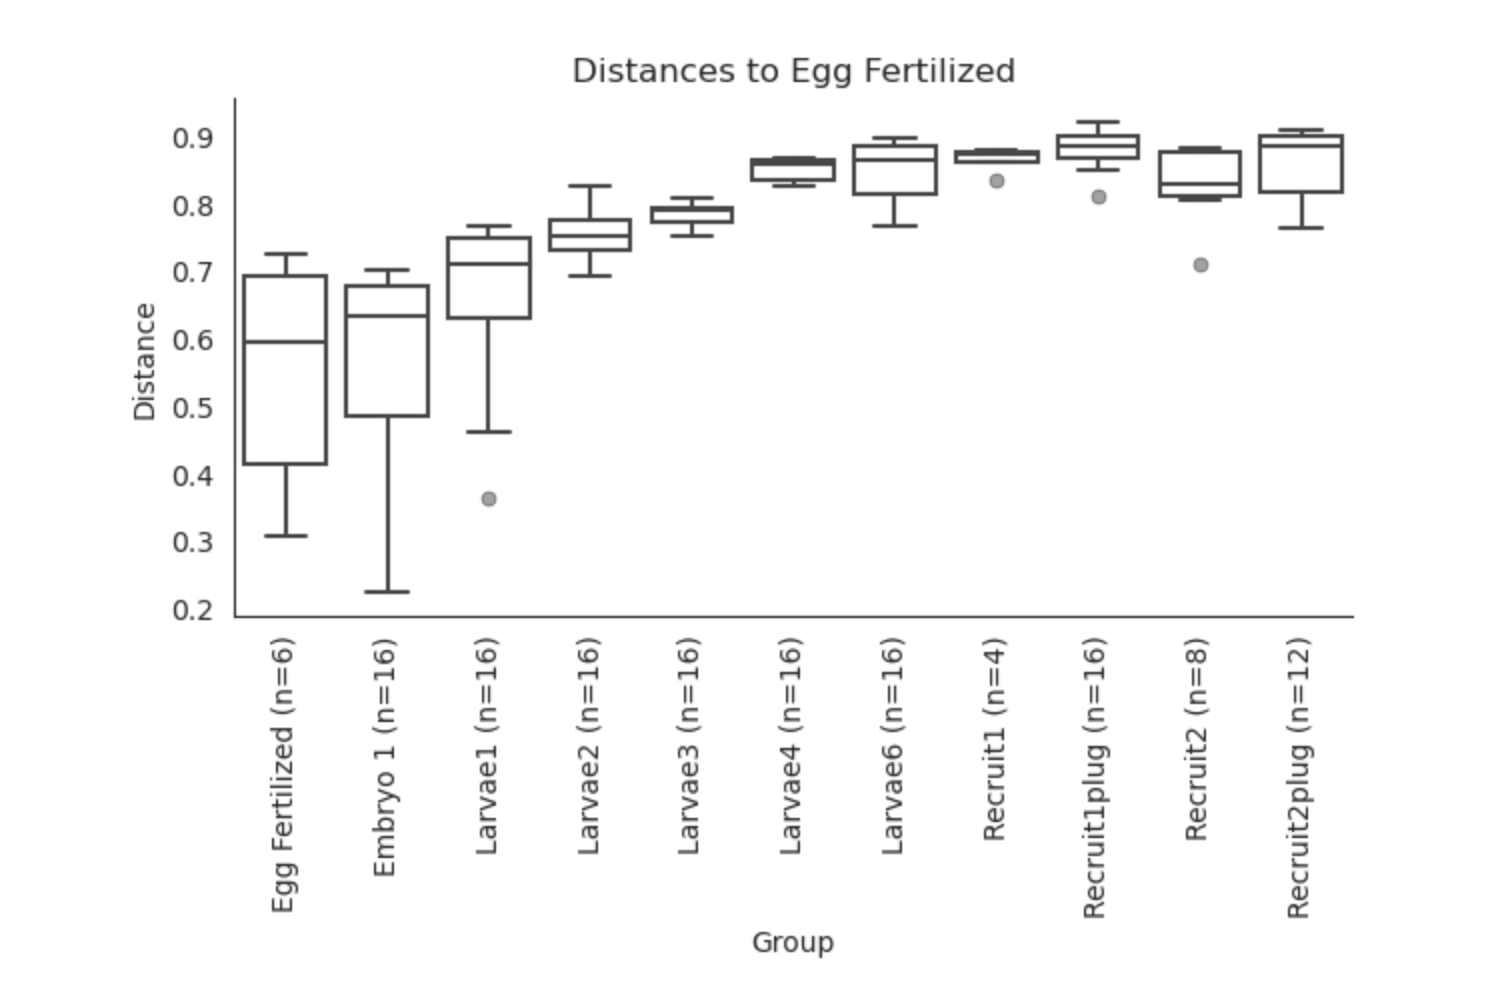 Distances to Egg Fertilized
Distance
0.9
0.8
0.7
0.6
0.5
0.4
0.3
0.2
Egg Fertilized (n=6)
Embryo 1 (n=16)
Larvae1 (n=16)
Larvae2 (n=16)
Larvae3 (n=16)
Larvae4 (n=16)
Larvae6 (n=16)
Recruit1 (n=4)
Recruit1plug (n=16)
Recruit2 (n=8)
Recruit2plug (n=12)
Group